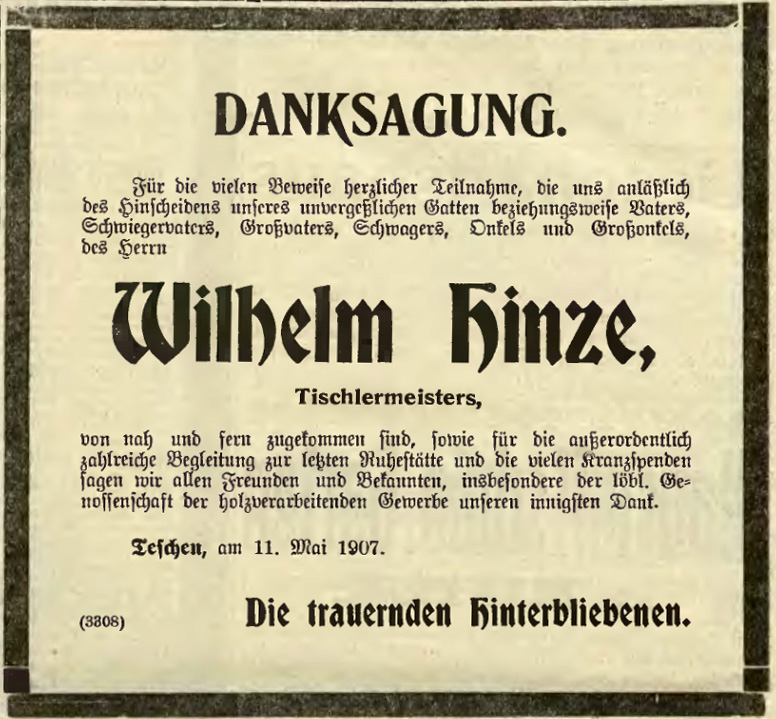 DANKSAGUNG.
Für die vielen Beweise herzlicher Teilnahme, die uns anläßlich
des Hinscheidens unseres unvergeßlichen Gatten beziehungsweise Vaters,
Schwiegervaters, Großvaters, Schwagers, Onkels und Großonkels,
des Herrn
Wilhelm Hinze,
Tischlermeisters,
von nah und fern zugekommen sind, sowie für die außerordentlich
zahlreiche Begleitung zur letzten Ruhestätte und die vielen Kranzspenden
sagen wir allen Freunden und Bekannten, insbesondere der löbl. Ge-
nossenschaft der holzverarbeitenden Gewerbe unseren innigsten Dank.
Teschen, am 11. Mai 1907.
(3308) Die trauernden Hinterbliebenen.